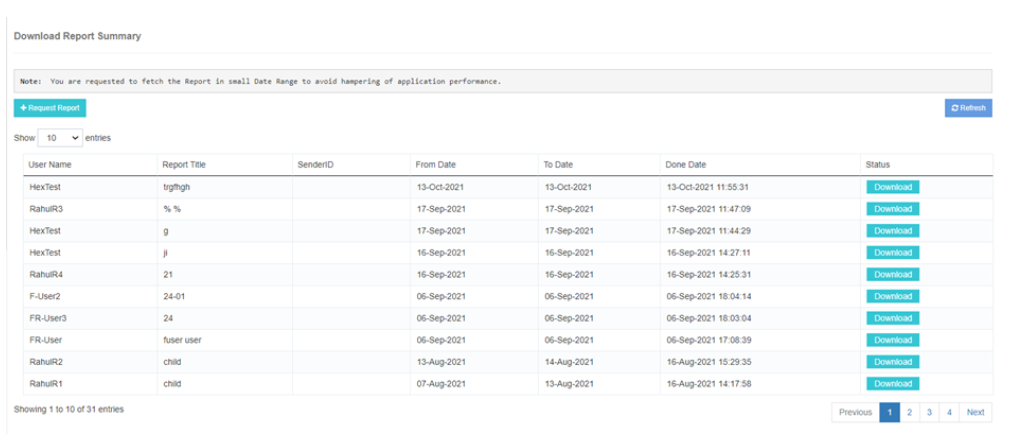 Download Report Summary
Note: You are requested to fetch the Report in small Date Range to avoid hampering of application performance.
+ Request Report Refresh
Show 10 entries
User Name Report Title SenderID From Date To Date Done Date Status
HexTest trgfhgh 13-Oct-2021 13-Oct-2021 13-Oct-2021 11:55:31 Download
RahulR3 % % 17-Sep-2021 17-Sep-2021 17-Sep-2021 11:47:09 Download
HexTest g 17-Sep-2021 17-Sep-2021 17-Sep-2021 11:44:29 Download
HexTest ji 16-Sep-2021 16-Sep-2021 16-Sep-2021 14:27:11 Download
RahulR4 21 16-Sep-2021 16-Sep-2021 16-Sep-2021 14:25:31 Download
F-User2 24-01 06-Sep-2021 06-Sep-2021 06-Sep-2021 18:04:14 Download
FR-User3 24 06-Sep-2021 06-Sep-2021 06-Sep-2021 18:03:04 Download
FR-User fuser user 06-Sep-2021 06-Sep-2021 06-Sep-2021 17:08:39 Download
RahulR2 child 13-Aug-2021 14-Aug-2021 16-Aug-2021 15:29:35 Download
RahulR1 child 07-Aug-2021 13-Aug-2021 16-Aug-2021 14:17:58 Download
Showing 1 to 10 of 31 entries Previous 1 2 3 4 Next